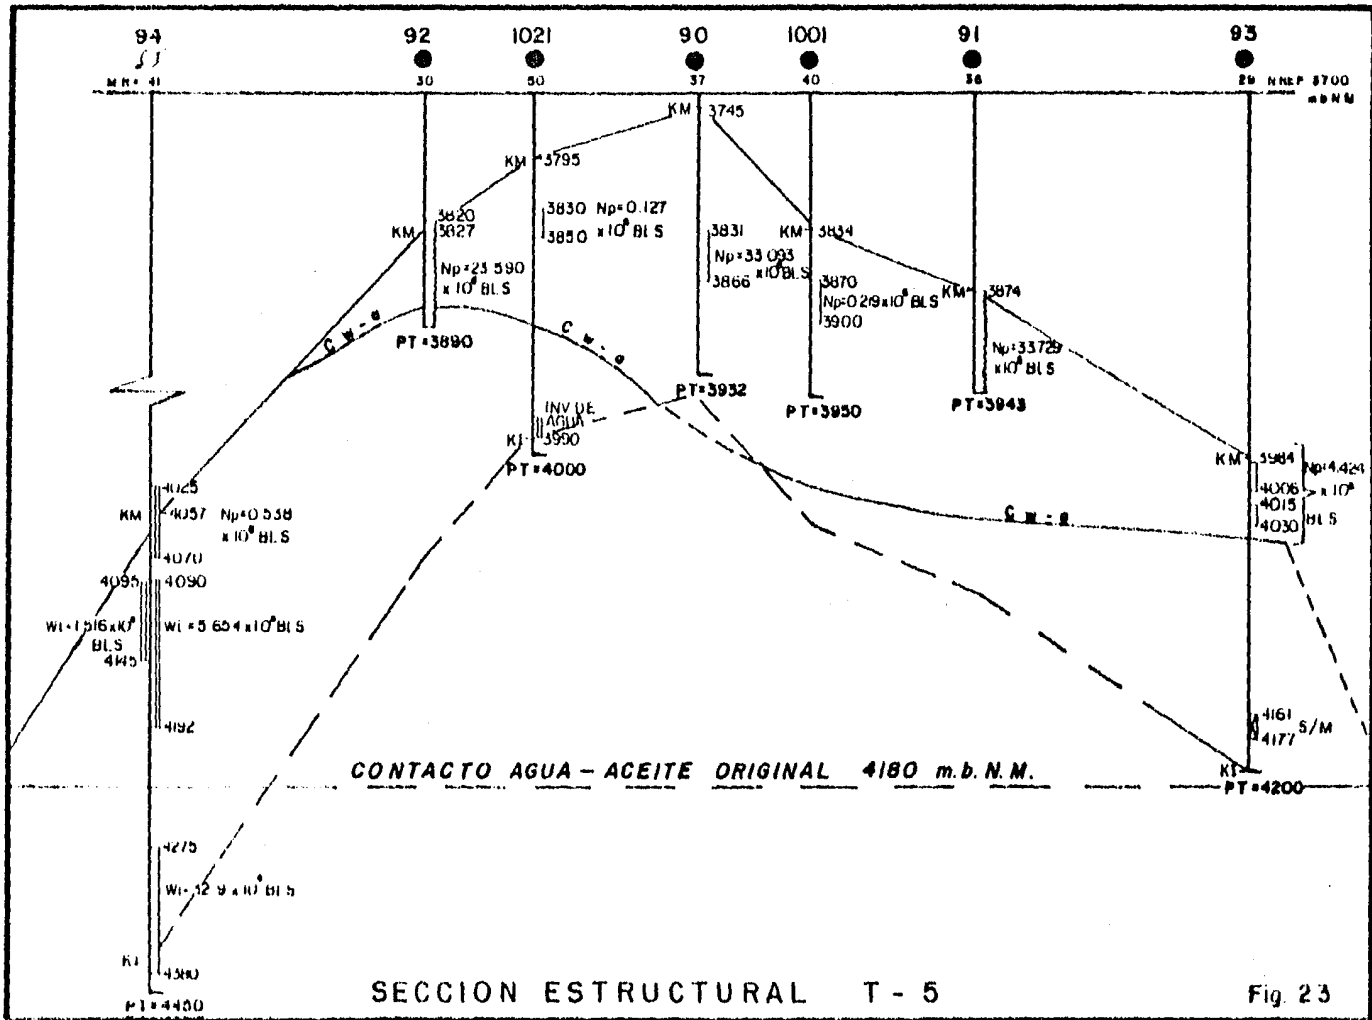 94 92 1021 90 1001 91 93
41 30 50 37 40 38 29 3700
KM 3745
KM 3795
3820
KM 3827
3830 Np=0.127
3850 x10⁶ BLS
3831
Np=33.093
x10⁶ BLS
3866
KM 3834
3870
Np=0.219x10⁶ BLS
3900
KM 3874
Np=23.590
x10⁶ BLS
Np=33.729
x10⁶ BLS
C w - a
C w - a
PT=3890
PT=3932
PT=3950
PT=3943
INV. DE
AGUA
KI 3990
PT=4000
KM 3984
4006
4015
4030
Np=4.424
x10⁶
BLS
C w - a
4025
KM 4057 Np=0.538
x10⁶ BLS
4070
4095 4090
Wi=5.654x10⁶ BLS
BLS
4145
4192
4161
4177 S/M
CONTACTO AGUA-ACEITE ORIGINAL 4180 m.b.N.M.
KI
PT=4200
4275
Wi=32.9x10⁶ BLS
KI
4380
SECCION ESTRUCTURAL T-5
Fig. 23